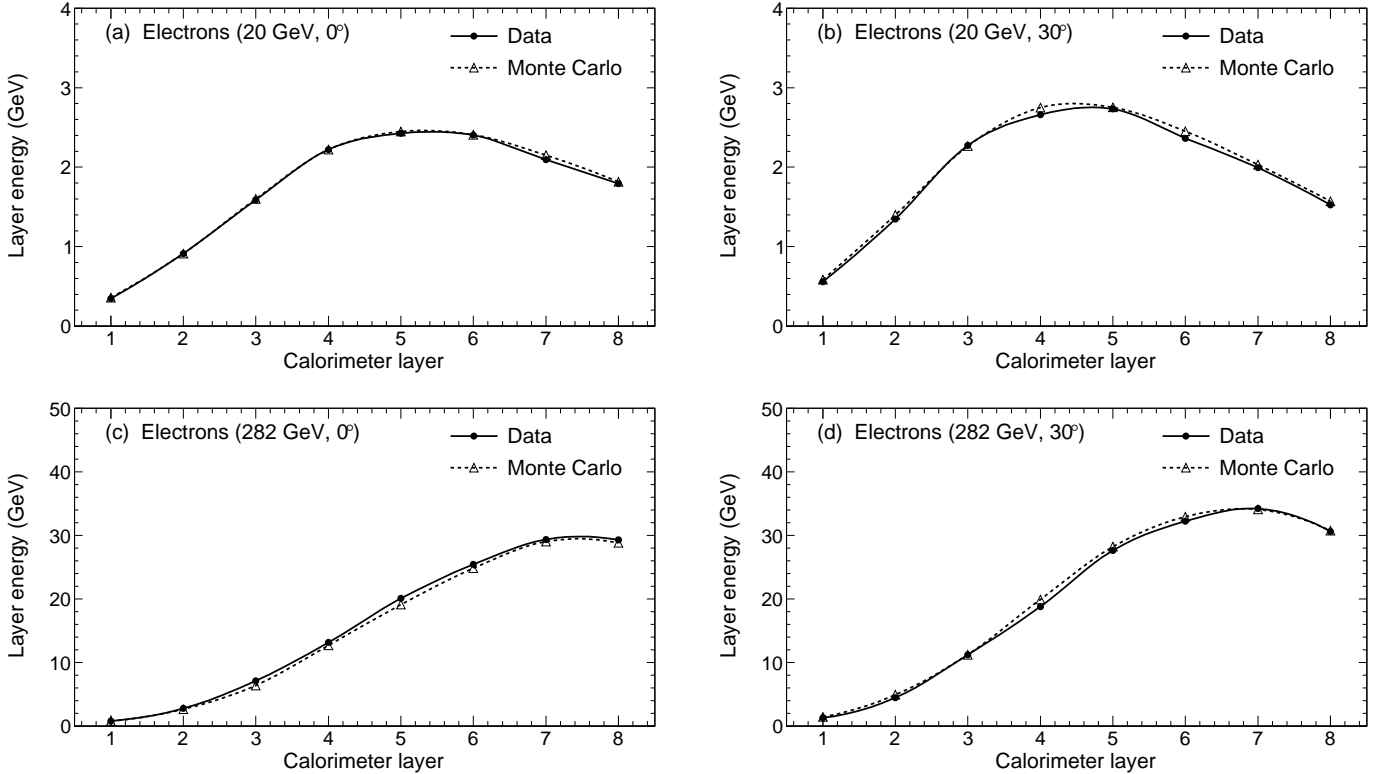 (a) Electrons (20 GeV, 0°)
Data
Monte Carlo
Layer energy (GeV)
4
3
2
1
0
1 2 3 4 5 6 7 8
Calorimeter layer
(b) Electrons (20 GeV, 30°)
Data
Monte Carlo
Layer energy (GeV)
4
3
2
1
0
1 2 3 4 5 6 7 8
Calorimeter layer
(c) Electrons (282 GeV, 0°)
Data
Monte Carlo
Layer energy (GeV)
50
40
30
20
10
0
1 2 3 4 5 6 7 8
Calorimeter layer
(d) Electrons (282 GeV, 30°)
Data
Monte Carlo
Layer energy (GeV)
50
40
30
20
10
0
1 2 3 4 5 6 7 8
Calorimeter layer